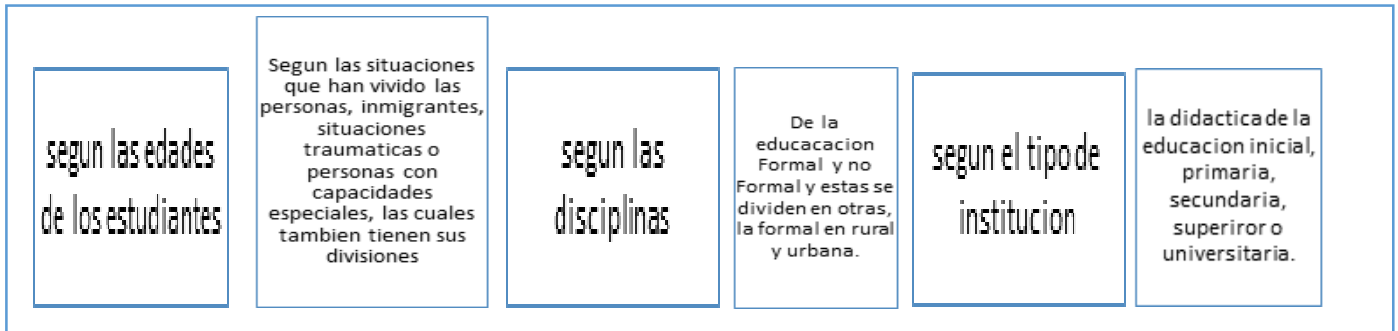 segun las edades
de los estudiantes
Segun las situaciones
que han vivido las
personas, inmigrantes,
situaciones
traumaticas o
personas con
capacidades
especiales, las cuales
tambien tienen sus
divisiones
segun las
disciplinas
De la
educacacion
Formal y no
Formal y estas se
dividen en otras,
la formal en rural
y urbana.
segun el tipo de
institucion
la didactica de la
educacion inicial,
primaria,
secundaria,
superiror o
universitaria.